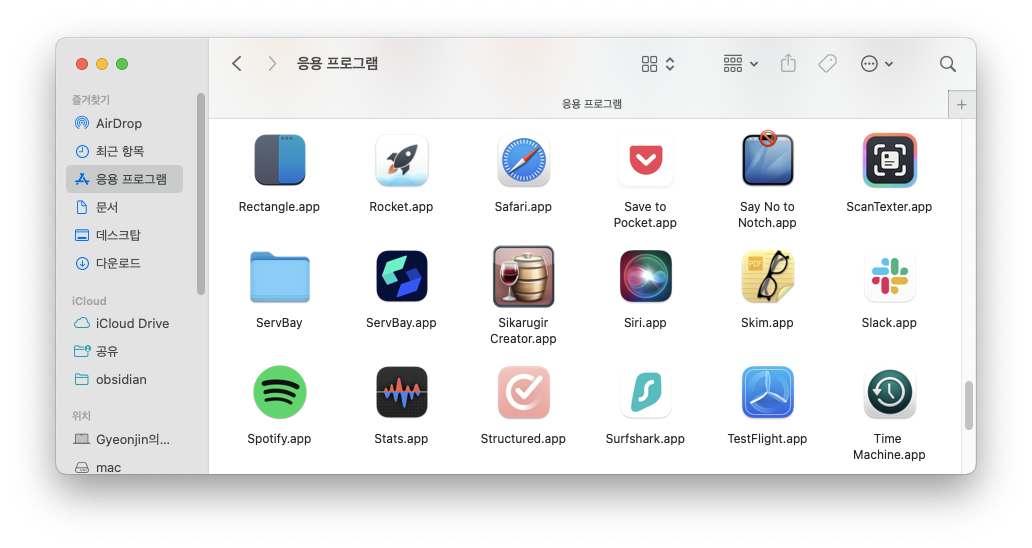 응용 프로그램
즐겨찾기
AirDrop
최근 항목
응용 프로그램
문서
데스크탑
다운로드
iCloud
iCloud Drive
공유
obsidian
위치
Gyeonjin의...
mac
응용 프로그램
Rectangle.app
Rocket.app
Safari.app
Save to
Pocket.app
Say No to
Notch.app
ScanTexter.app
ServBay
ServBay.app
Sikarugir
Creator.app
Siri.app
PDF
Skim.app
Slack.app
Spotify.app
Stats.app
Structured.app
Surfshark.app
TestFlight.app
Time
Machine.app